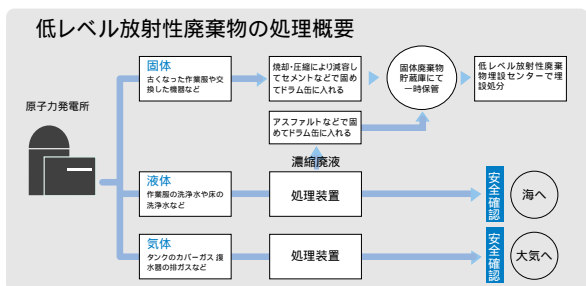 低レベル放射性廃棄物の処理概要
原子力発電所
固体
古くなった作業服や交
換した機器など
焼却・圧縮により減容し
てセメントなどで固め
てドラム缶に入れる
固体廃棄物
貯蔵庫にて
一時保管
低レベル放射性廃棄
物埋設センターで埋
設処分
アスファルトなどで固
めてドラム缶に入れる
濃縮廃液
液体
作業服の洗浄水や床の
洗浄水など
処理装置
安全確認
海へ
気体
タンクのカバーガス 復
水器の排ガスなど
処理装置
安全確認
大気へ